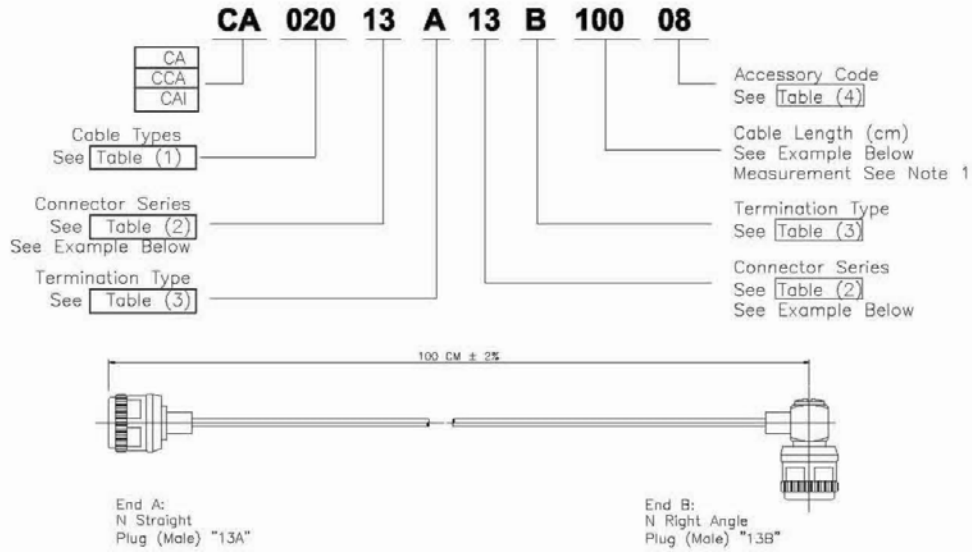 CA 020 13 A 13 B 100 08
CA
CCA
CAI
Cable Types
See Table (1)
Connector Series
See Table (2)
See Example Below
Termination Type
See Table (3)
Accessory Code
See Table (4)
Cable Length (cm)
See Example Below
Measurement See Note 1
Termination Type
See Table (3)
Connector Series
See Table (2)
See Example Below
100 CM ± 2%
End A:
N Straight
Plug (Male) "13A"
End B:
N Right Angle
Plug (Male) "13B"